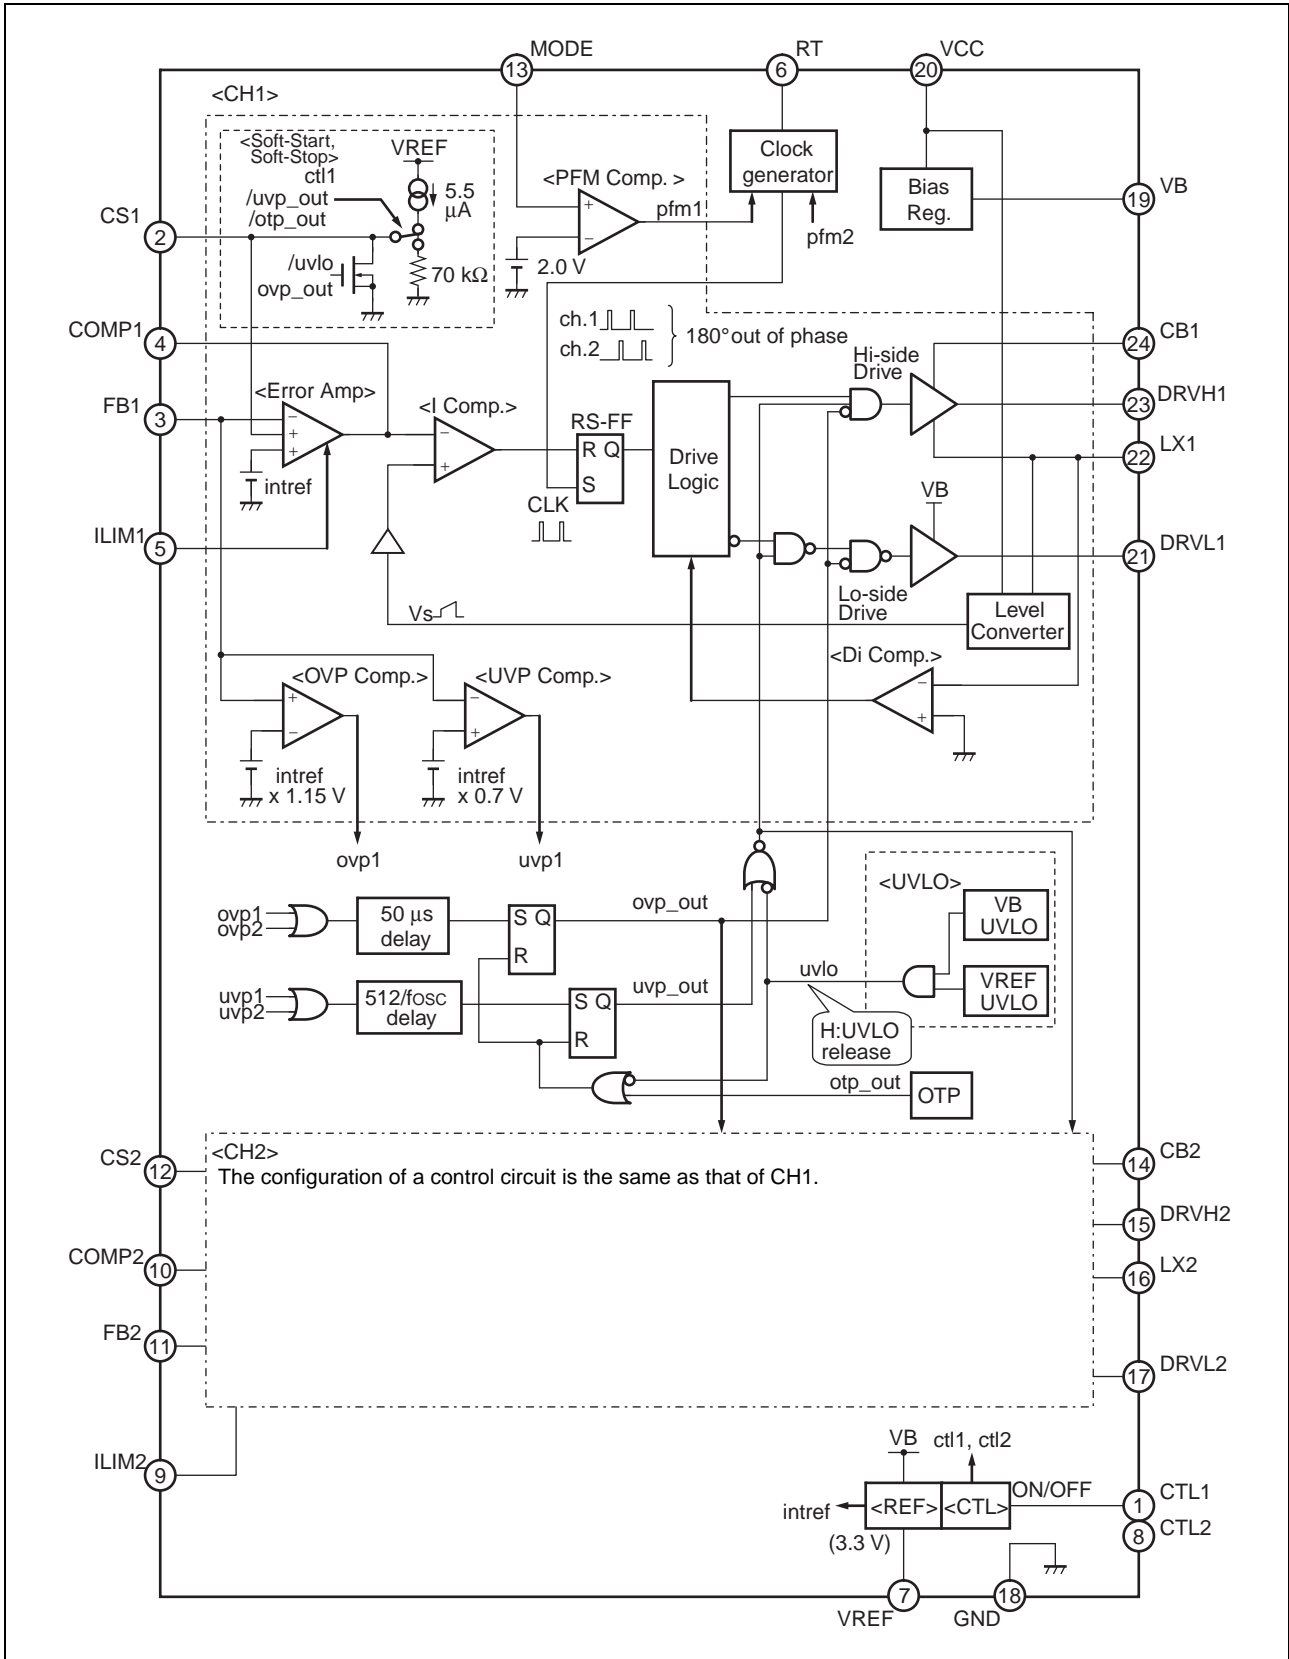 MODE
13
RT
6
VCC
20
<CH1>
<Soft-Start,
Soft-Stop>
ctl1
/uvp_out
/otp_out
VREF
5.5
μA
70 kΩ
/uvlo
ovp_out
CS1
2
<PFM Comp. >
+
−
pfm1
2.0 V
Clock
generator
pfm2
Bias
Reg.
VB
19
COMP1
4
ch.1
ch.2
180° out of phase
CB1
24
Hi-side
Drive
FB1
3
<Error Amp>
−
+
+
intref
<I Comp.>
−
+
RS-FF
R Q
S
CLK
Drive
Logic
DRVH1
23
LX1
22
VB
ILIM1
5
DRVL1
21
Lo-side
Drive
Vs
Level
Converter
<Di Comp.>
−
+
<OVP Comp.>
+
−
intref
x 1.15 V
<UVP Comp.>
−
+
intref
x 0.7 V
ovp1
uvp1
ovp1
ovp2
50 μs
delay
S Q
R
ovp_out
<UVLO>
VB
UVLO
uvp1
uvp2
512/fOSC
delay
S Q
R
uvp_out
uvlo
VREF
UVLO
H:UVLO
release
otp_out
OTP
CS2
12
<CH2>
The configuration of a control circuit is the same as that of CH1.
CB2
14
DRVH2
15
COMP2
10
LX2
16
FB2
11
DRVL2
17
ILIM2
9
VB
ctl1, ctl2
intref
<REF>
<CTL>
ON/OFF
CTL1
1
(3.3 V)
CTL2
8
7
VREF
18
GND